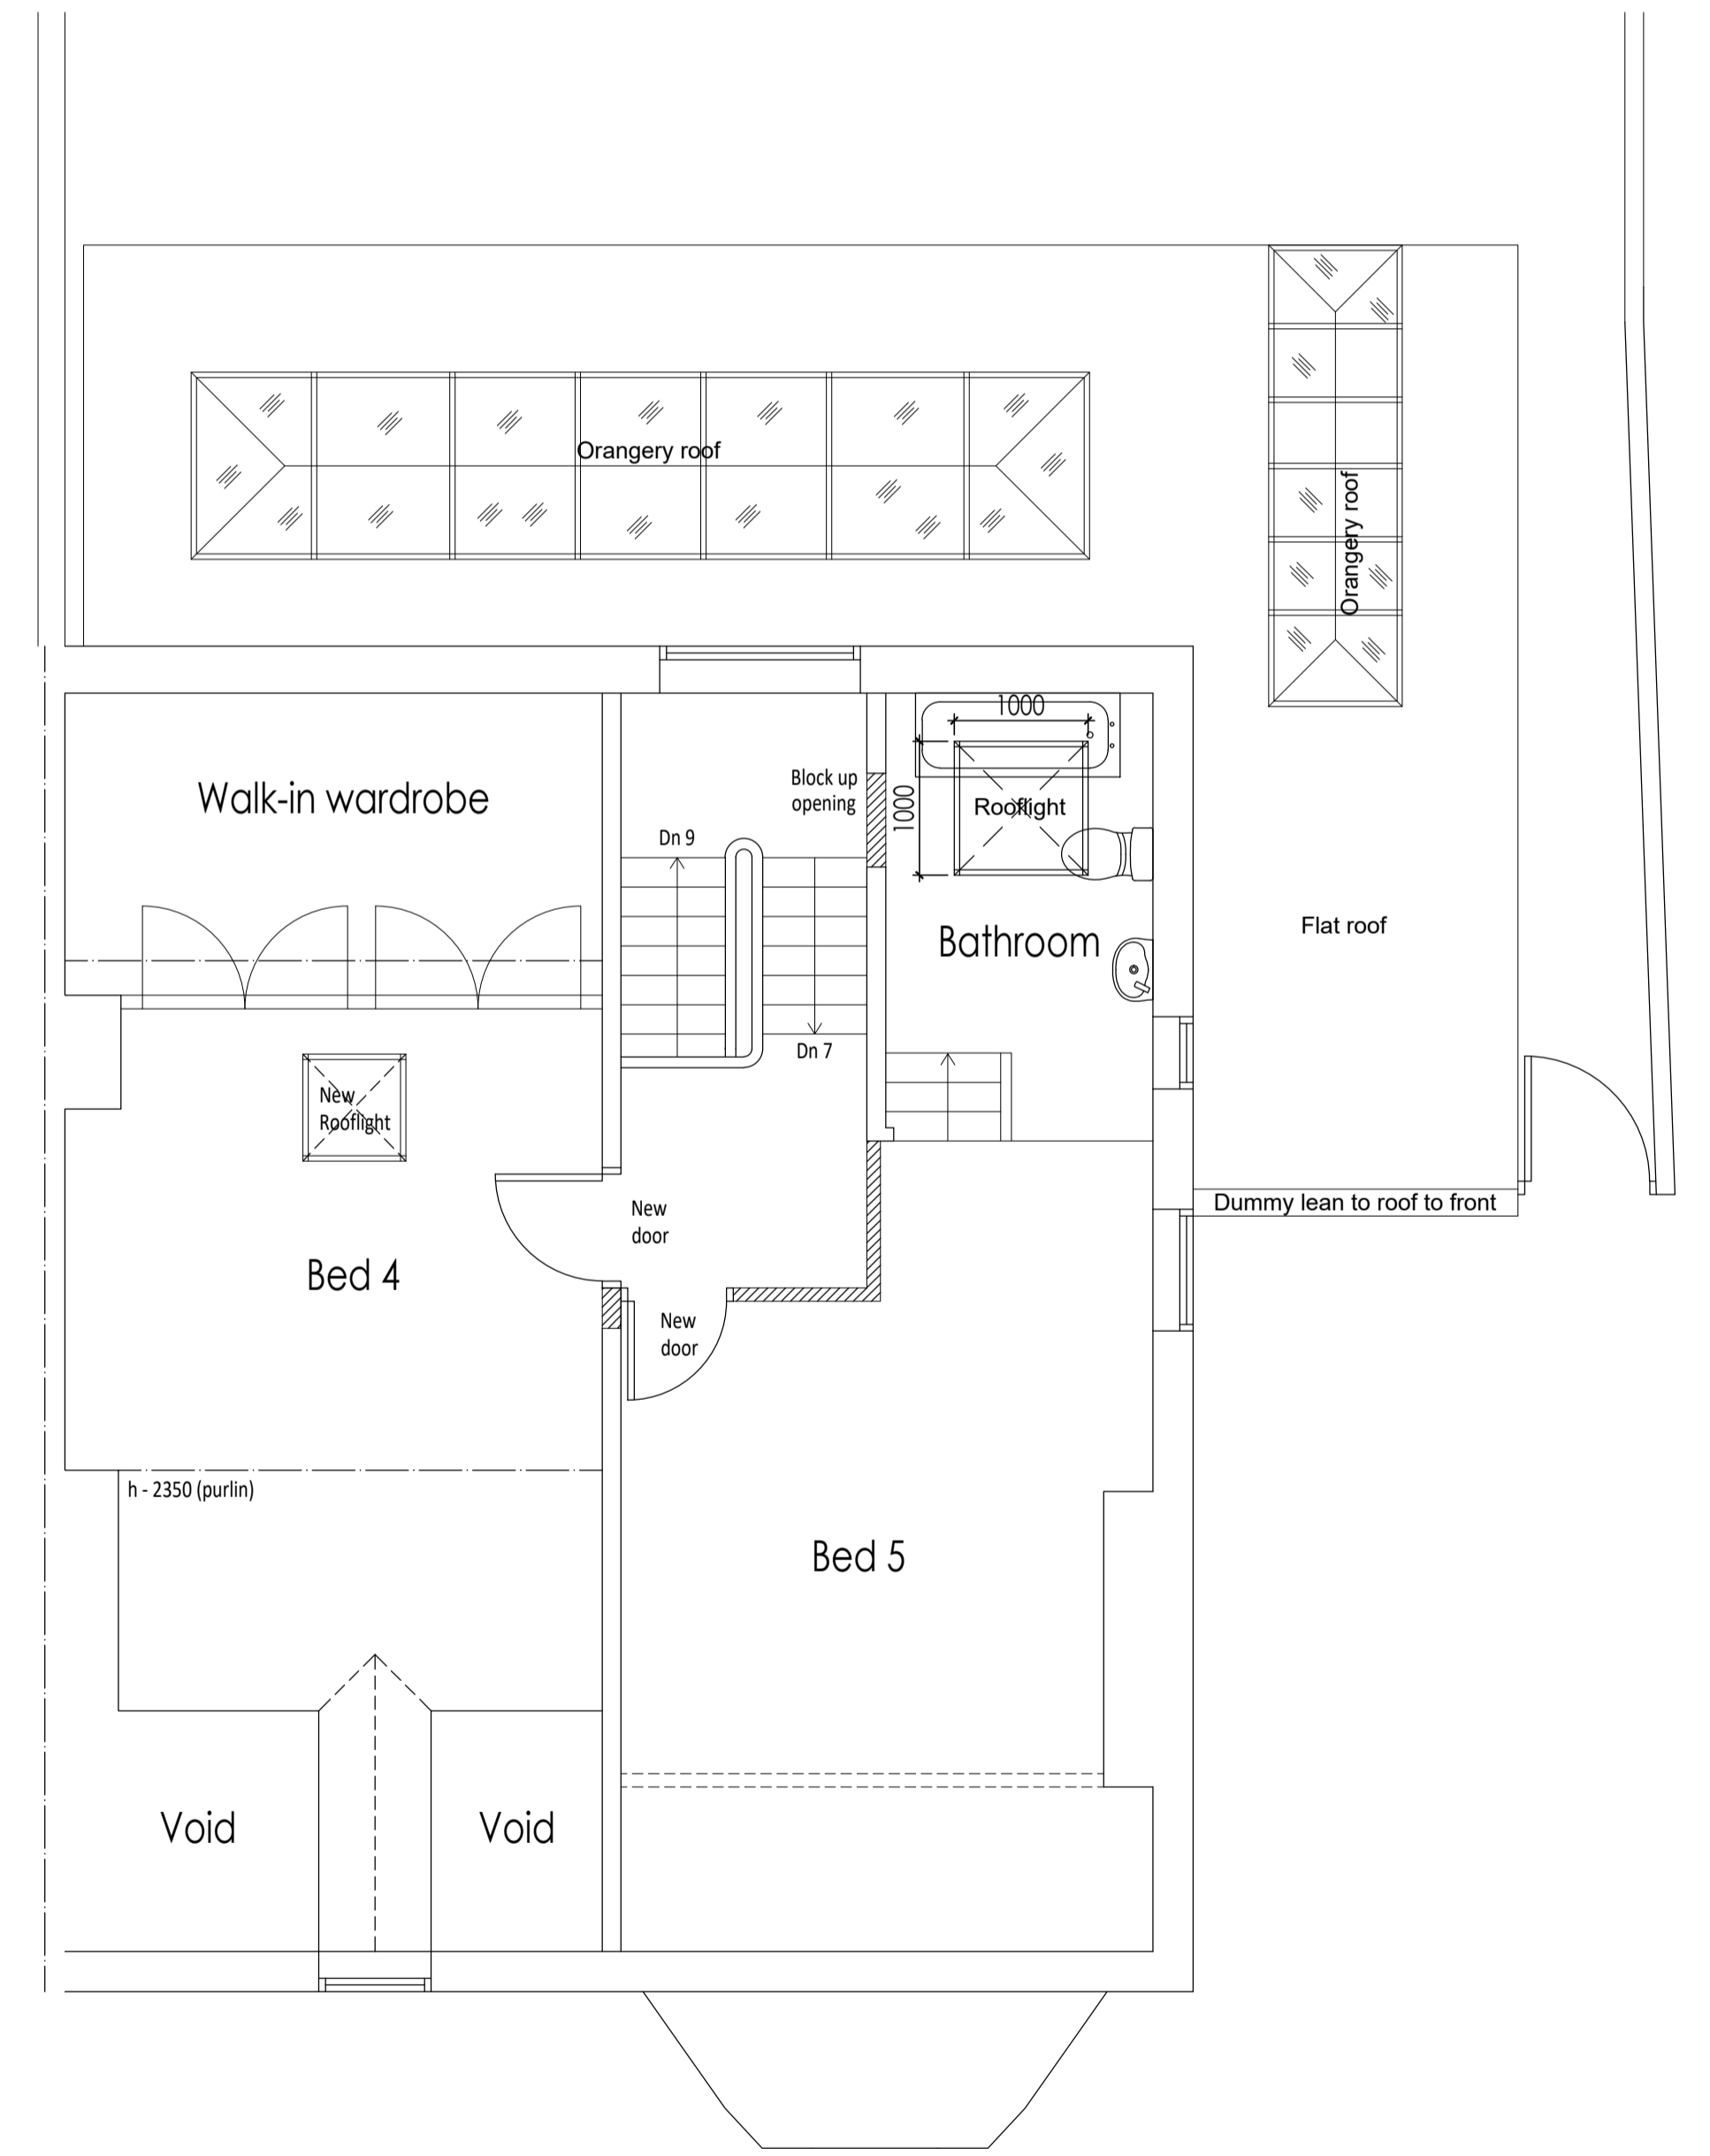 Orangery roof
Orangery roof
1000
Walk-in wardrobe
Block up
opening
1000
Rooflight
Dn 9
Flat roof
Bathroom
Dn 7
New
Rooflight
Dummy lean to roof to front
New
door
Bed 4
New
door
h - 2350 (purlin)
Bed 5
Void
Void